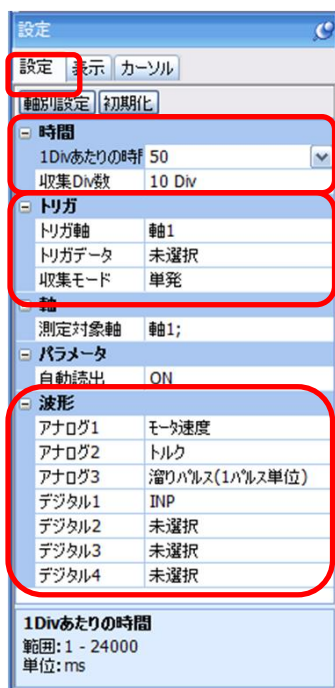 設定
設定 表示 カーソル
軸別設定 初期化
時間
1Divあたりの時間 50
収集Div数 10 Div
トリガ
トリガ軸 軸1
トリガデータ 未選択
収集モード 単発
軸
測定対象軸 軸1;
パラメータ
自動読出 ON
波形
アナログ1 モータ速度
アナログ2 トルク
アナログ3 溜りパルス(1パルス単位)
デジタル1 INP
デジタル2 未選択
デジタル3 未選択
デジタル4 未選択
1Divあたりの時間
範囲:1 - 24000
単位:ms